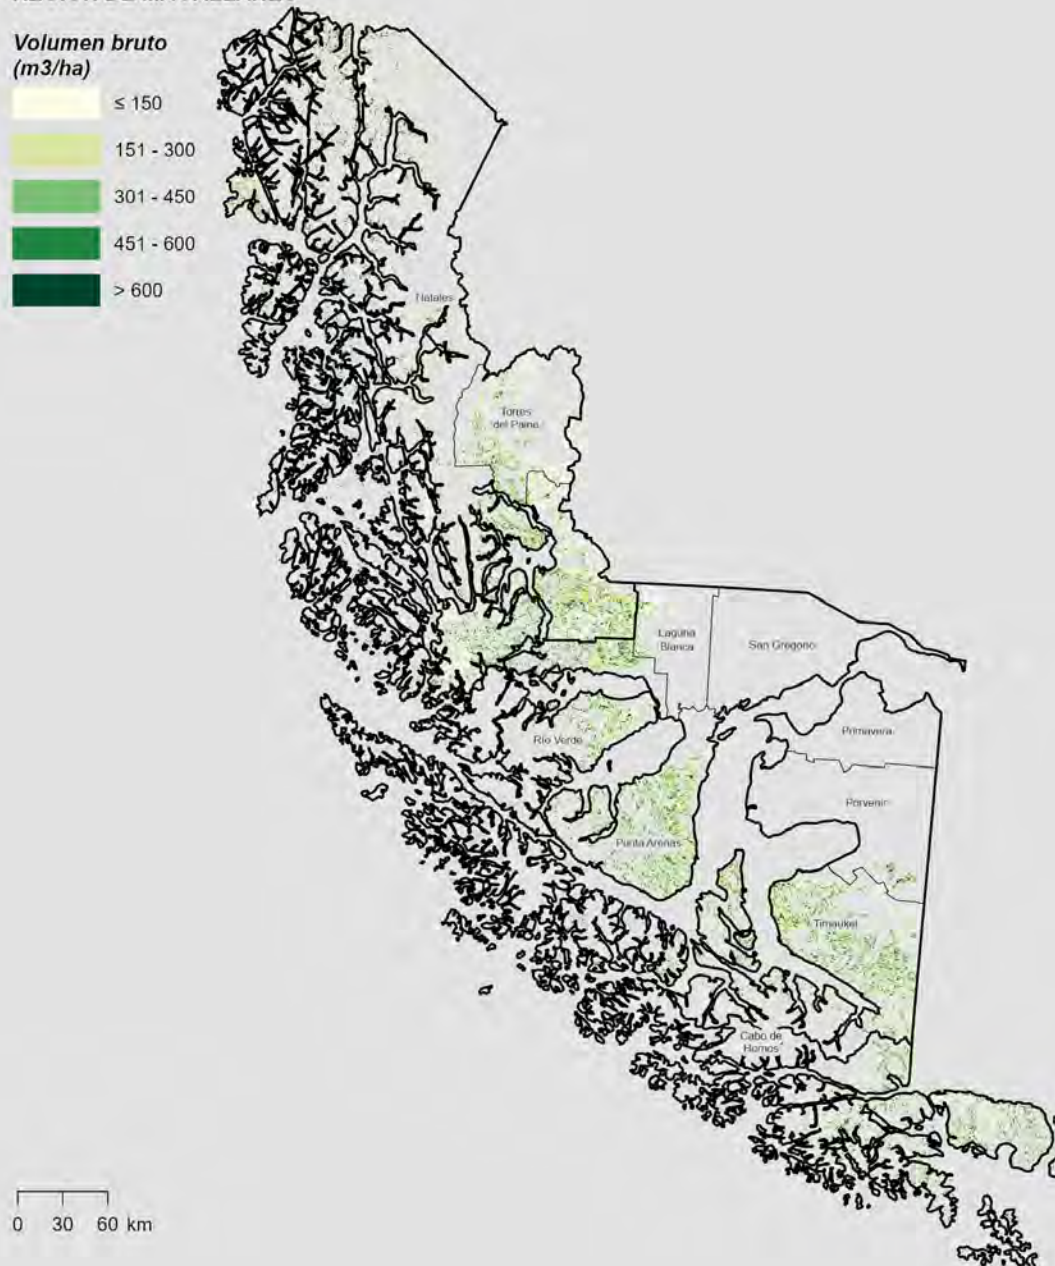 Volumen bruto
(m3/ha)
≤ 150
151 - 300
301 - 450
451 - 600
> 600
Natales
Torres
del Paine
Laguna
Blanca
San Gregorio
Primavera
Río Verde
Porvenir
Punta Arenas
Timaukel
Cabo de
Hornos
0 30 60 km